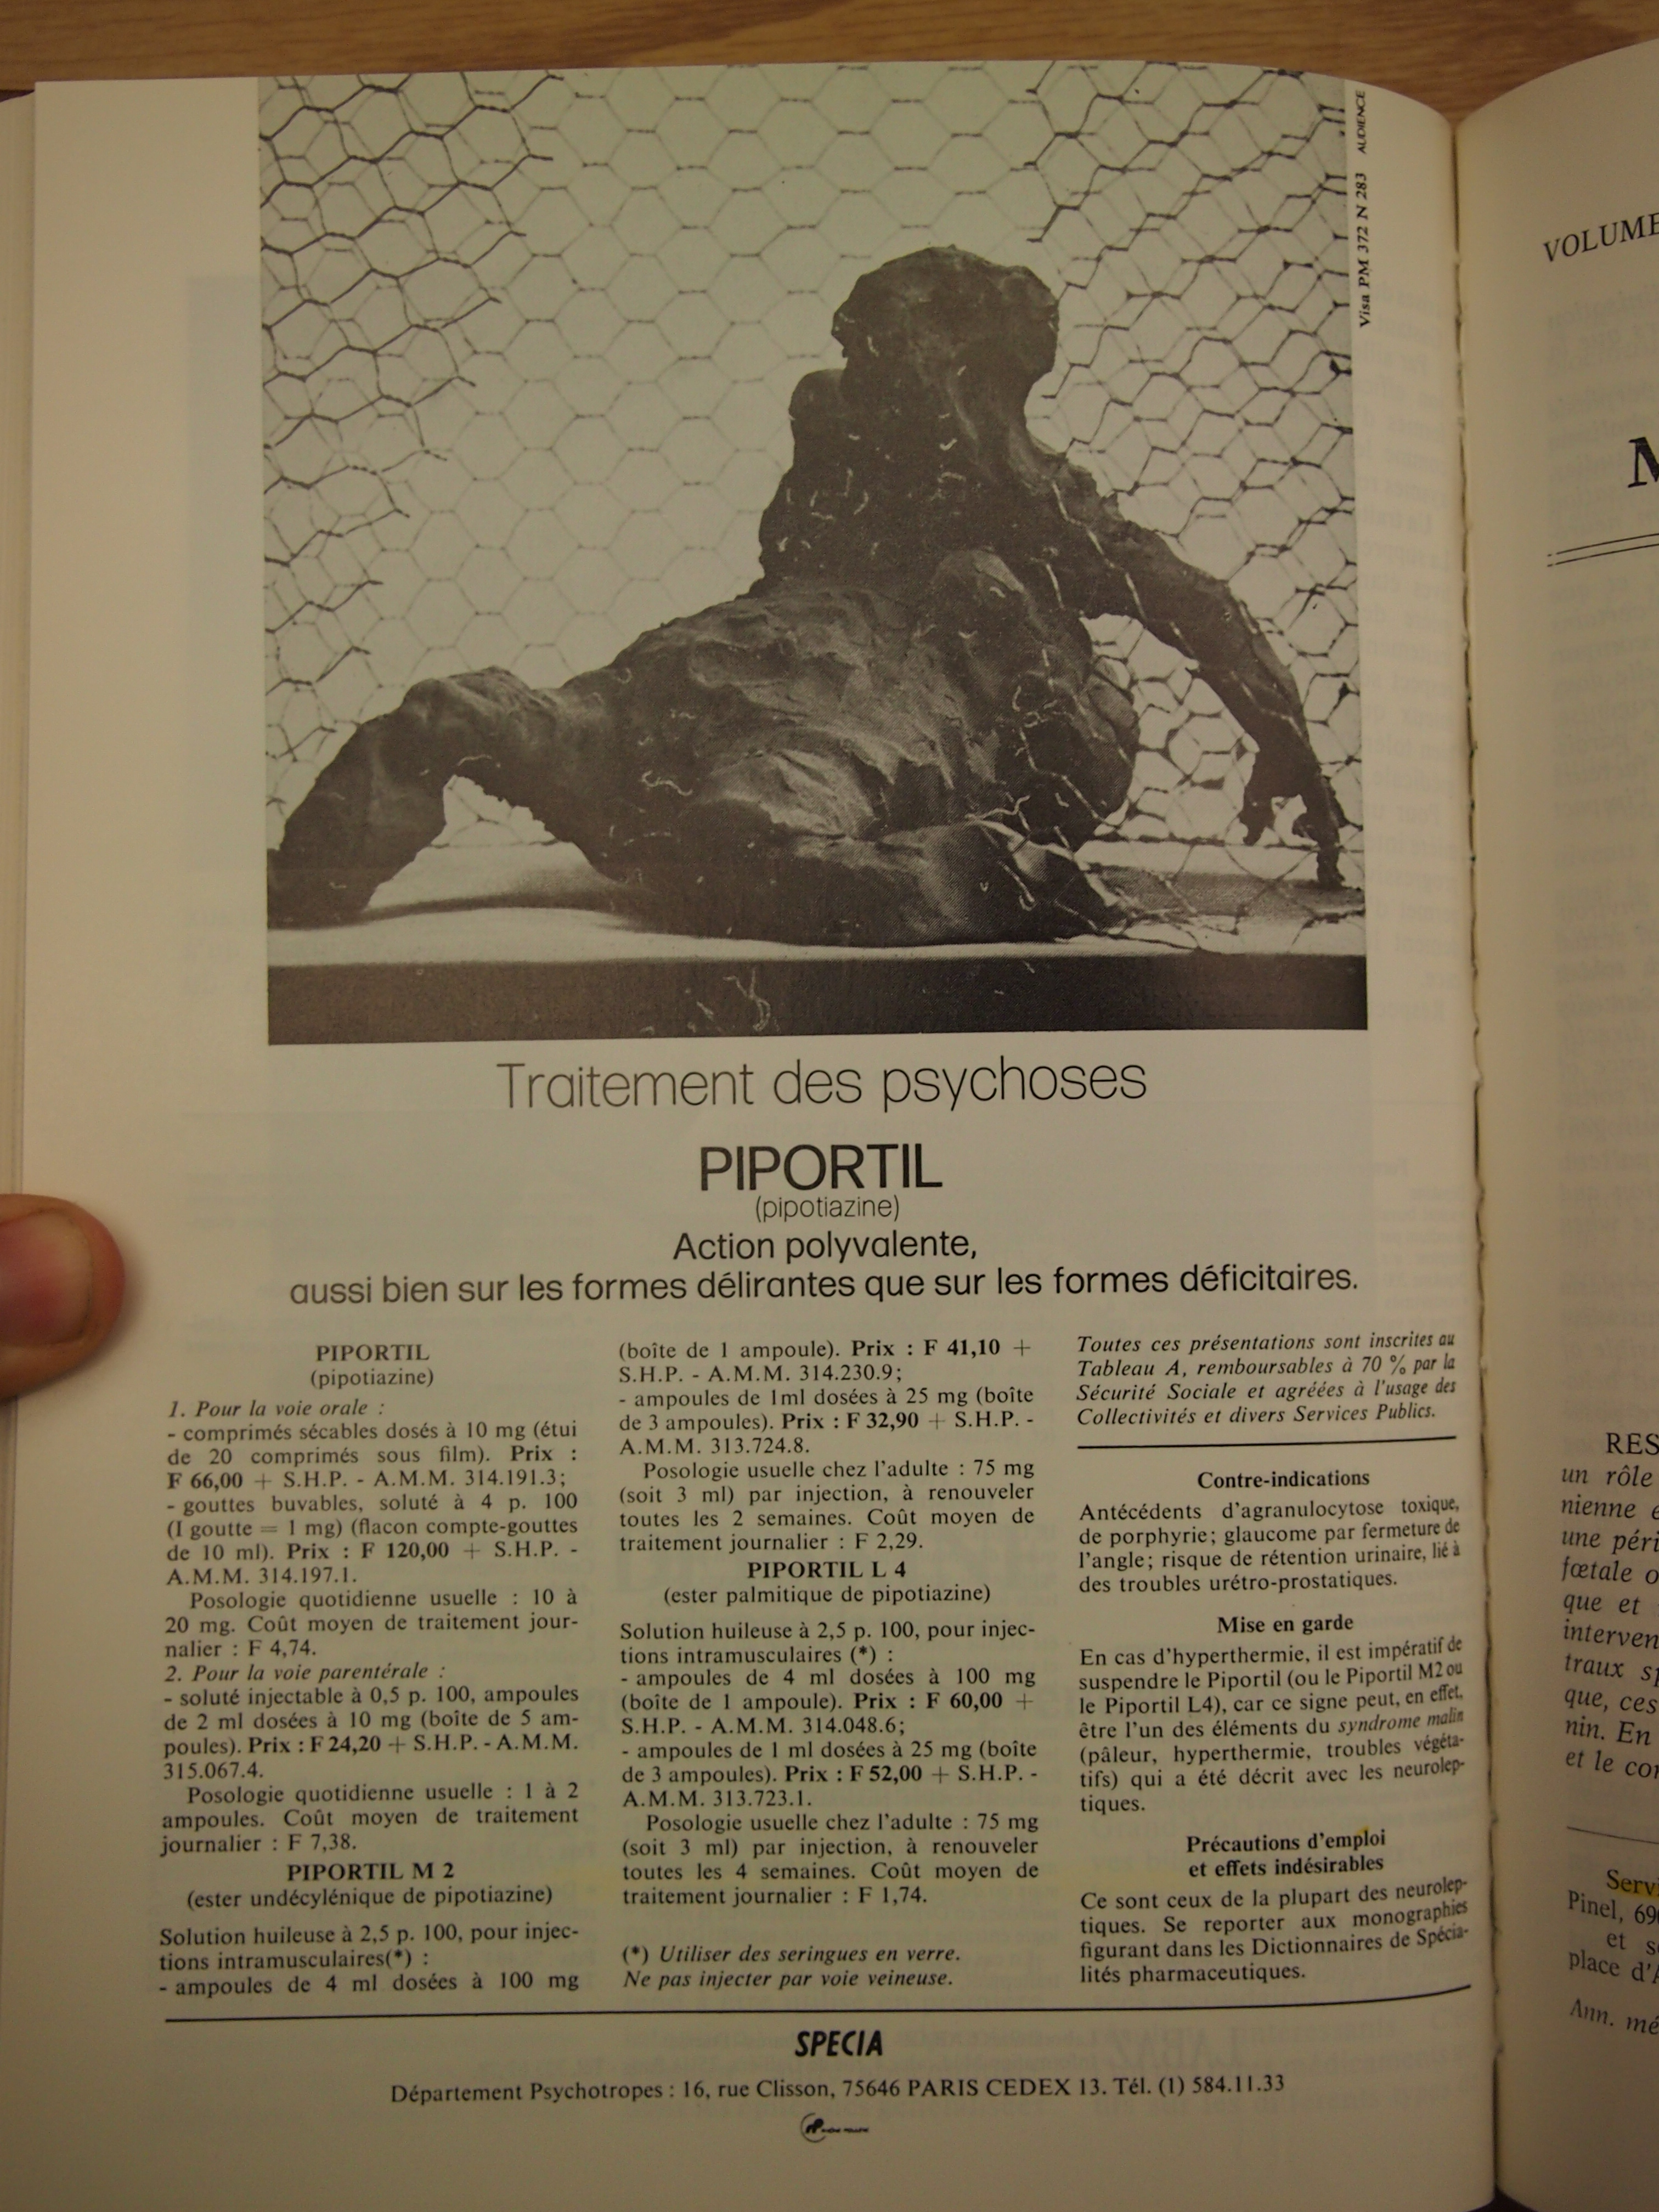 Visa PM 372 N 283 AUDIENCE
Traitement des psychoses
PIPORTIL
(pipotiazine)
Action polyvalente,
aussi bien sur les formes délirantes que sur les formes déficitaires.
PIPORTIL
(pipotiazine)
1. Pour la voie orale :
- comprimés sécables dosés à 10 mg (étui
de 20 comprimés sous film). Prix :
F 66,00 + S.H.P. - A.M.M. 314.191.3;
- gouttes buvables, soluté à 4 p. 100
(1 goutte = 1 mg) (flacon compte-gouttes
de 10 ml). Prix : F 120,00 + S.H.P. -
A.M.M. 314.197.1.
Posologie quotidienne usuelle : 10 à
20 mg. Coût moyen de traitement jour-
nalier : F 4,74.
2. Pour la voie parentérale :
- soluté injectable à 0,5 p. 100, ampoules
de 2 ml dosées à 10 mg (boîte de 5 am-
poules). Prix : F 24,20 + S.H.P. - A.M.M.
315.067.4.
Posologie quotidienne usuelle : 1 à 2
ampoules. Coût moyen de traitement
journalier : F 7,38.
PIPORTIL M 2
(ester undécylénique de pipotiazine)
Solution huileuse à 2,5 p. 100, pour injec-
tions intramusculaires(*) :
- ampoules de 4 ml dosées à 100 mg
(boîte de 1 ampoule). Prix : F 41,10 +
S.H.P. - A.M.M. 314.230.9;
- ampoules de 1ml dosées à 25 mg (boîte
de 3 ampoules). Prix : F 32,90 + S.H.P. -
A.M.M. 313.724.8.
Posologie usuelle chez l'adulte : 75 mg
(soit 3 ml) par injection, à renouveler
toutes les 2 semaines. Coût moyen de
traitement journalier : F 2,29.
PIPORTIL L 4
(ester palmitique de pipotiazine)
Solution huileuse à 2,5 p. 100, pour injec-
tions intramusculaires (*) :
- ampoules de 4 ml dosées à 100 mg
(boîte de 1 ampoule). Prix : F 60,00 +
S.H.P. - A.M.M. 314.048.6;
- ampoules de 1 ml dosées à 25 mg (boîte
de 3 ampoules). Prix : F 52,00 + S.H.P. -
A.M.M. 313.723.1.
Posologie usuelle chez l'adulte : 75 mg
(soit 3 ml) par injection, à renouveler
toutes les 4 semaines. Coût moyen de
traitement journalier : F 1,74.
(*) Utiliser des seringues en verre.
Ne pas injecter par voie veineuse.
Toutes ces présentations sont inscrites au
Tableau A, remboursables à 70 % par la
Sécurité Sociale et agréées à l'usage des
Collectivités et divers Services Publics.
Contre-indications
Antécédents d'agranulocytose toxique,
de porphyrie; glaucome par fermeture de
l'angle; risque de rétention urinaire, lié à
des troubles urétro-prostatiques.
Mise en garde
En cas d'hyperthermie, il est impératif de
suspendre le Piportil (ou le Piportil M2 ou
le Piportil L4), car ce signe peut, en effet,
être l'un des éléments du syndrome malin
(pâleur, hyperthermie, troubles végéta-
tifs) qui a été décrit avec les neurolep-
tiques.
Précautions d'emploi
et effets indésirables
Ce sont ceux de la plupart des neurolep-
tiques. Se reporter aux monographies
figurant dans les Dictionnaires de Spécia-
lités pharmaceutiques.
SPECIA
Département Psychotropes : 16, rue Clisson, 75646 PARIS CEDEX 13. Tél. (1) 584.11.33
VOLUME
M
RES
un rôle
nienne
une péri
fœtale
que et
interven
traux
que, ces
nin. En
et le
Serv
Pinel, 69
et
place d'
Ann. mé